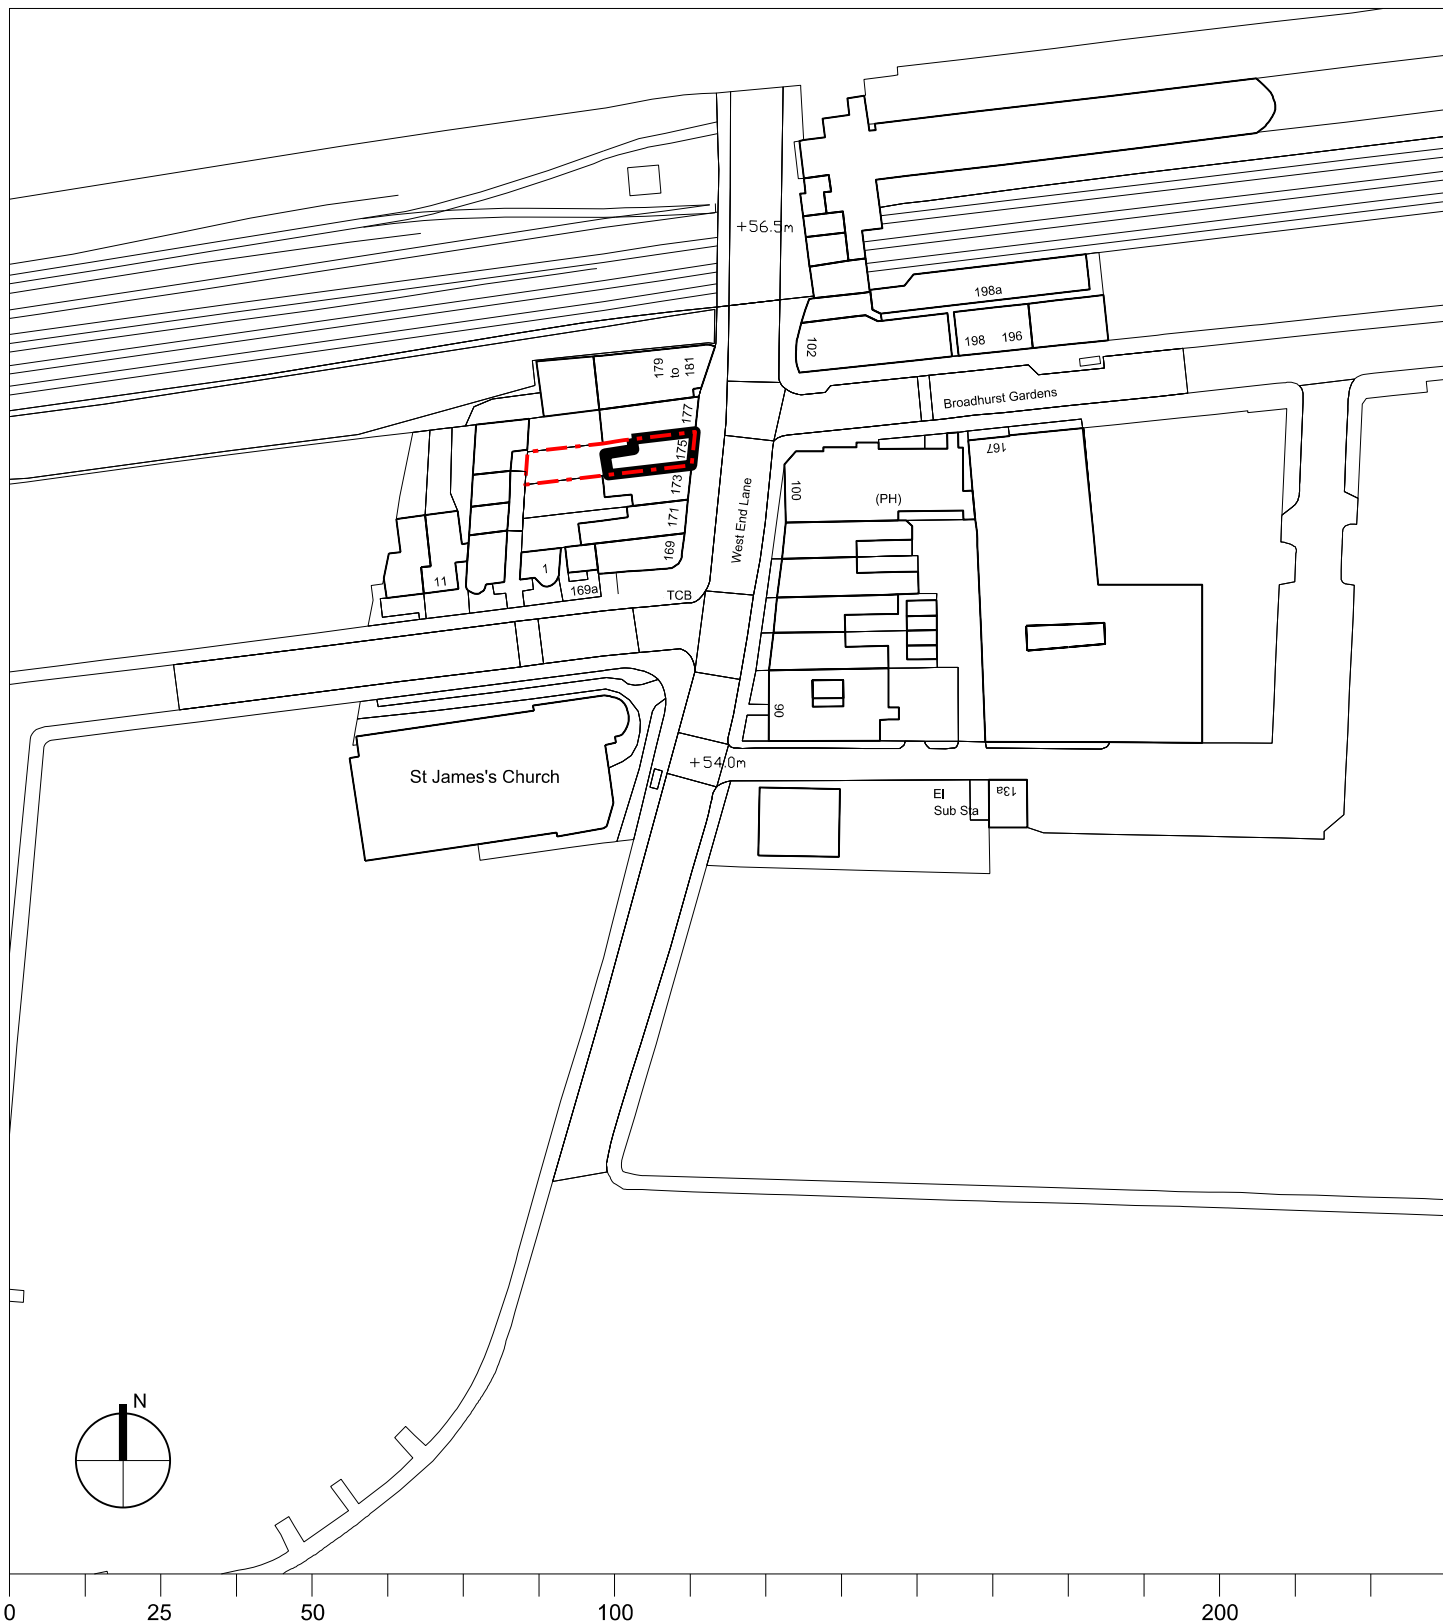 +56.5m
198a
198
196
102
179
to
181
177
175
173
171
169
Broadhurst Gardens
167
100
(PH)
West End Lane
11
1
169a
TCB
90
+54.0m
St James's Church
El
Sub Sta
13a
N
0
25
50
100
200